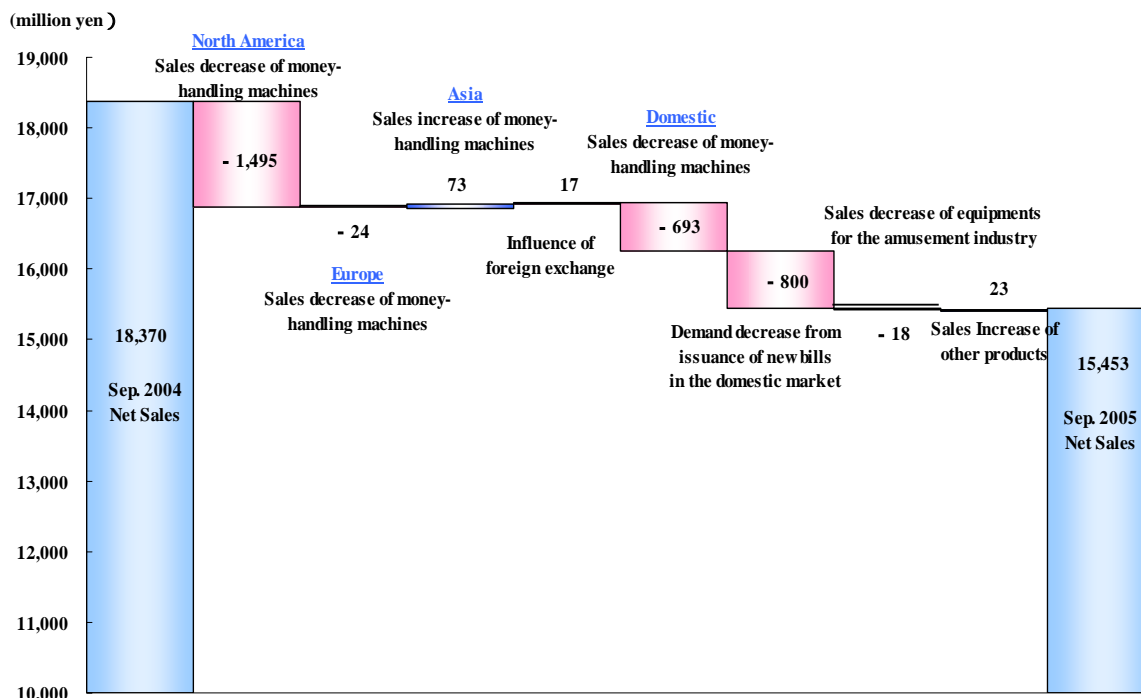 (million yen)
19,000
18,000
17,000
16,000
15,000
14,000
13,000
12,000
11,000
10,000
18,370
Sep. 2004
Net Sales
North America
Sales decrease of money-
handling machines
- 1,495
- 24
Europe
Sales decrease of money-
handling machines
Asia
Sales increase of money-
handling machines
73
17
Influence of
foreign exchange
Domestic
Sales decrease of money-
handling machines
- 693
- 800
Demand decrease from
issuance of new bills
in the domestic market
Sales decrease of equipments
for the amusement industry
- 18
23
Sales Increase of
other products
15,453
Sep. 2005
Net Sales